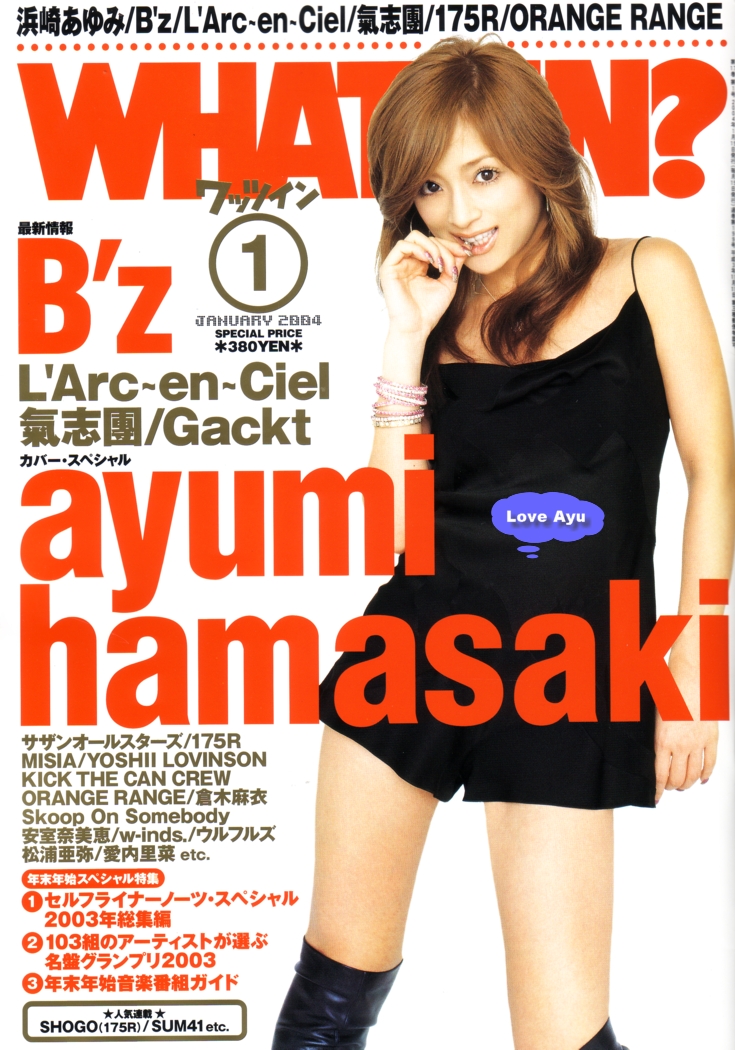 浜崎あゆみ/B'z/L'Arc~en~Ciel/氣志團/175R/ORANGE RANGE
WHAT IN?
ワッツイン
1
JANUARY 2004
SPECIAL PRICE
*380YEN*
最新情報
B'z
L'Arc~en~Ciel
氣志團/Gackt
カバー・スペシャル
ayumi
hamasaki
Love Ayu
サザンオールスターズ/175R
MISIA/YOSHII LOVINSON
KICK THE CAN CREW
ORANGE RANGE/倉木麻衣
Skoop On Somebody
安室奈美恵/w-inds./ウルフルズ
松浦亜弥/愛内里菜 etc.
年末年始スペシャル特集
1 セルフライナーノーツ・スペシャル
2003年総集編
2 103組のアーティストが選ぶ
名盤グランプリ2003
3 年末年始音楽番組ガイド
★人気連載★
SHOGO(175R)/SUM41 etc.